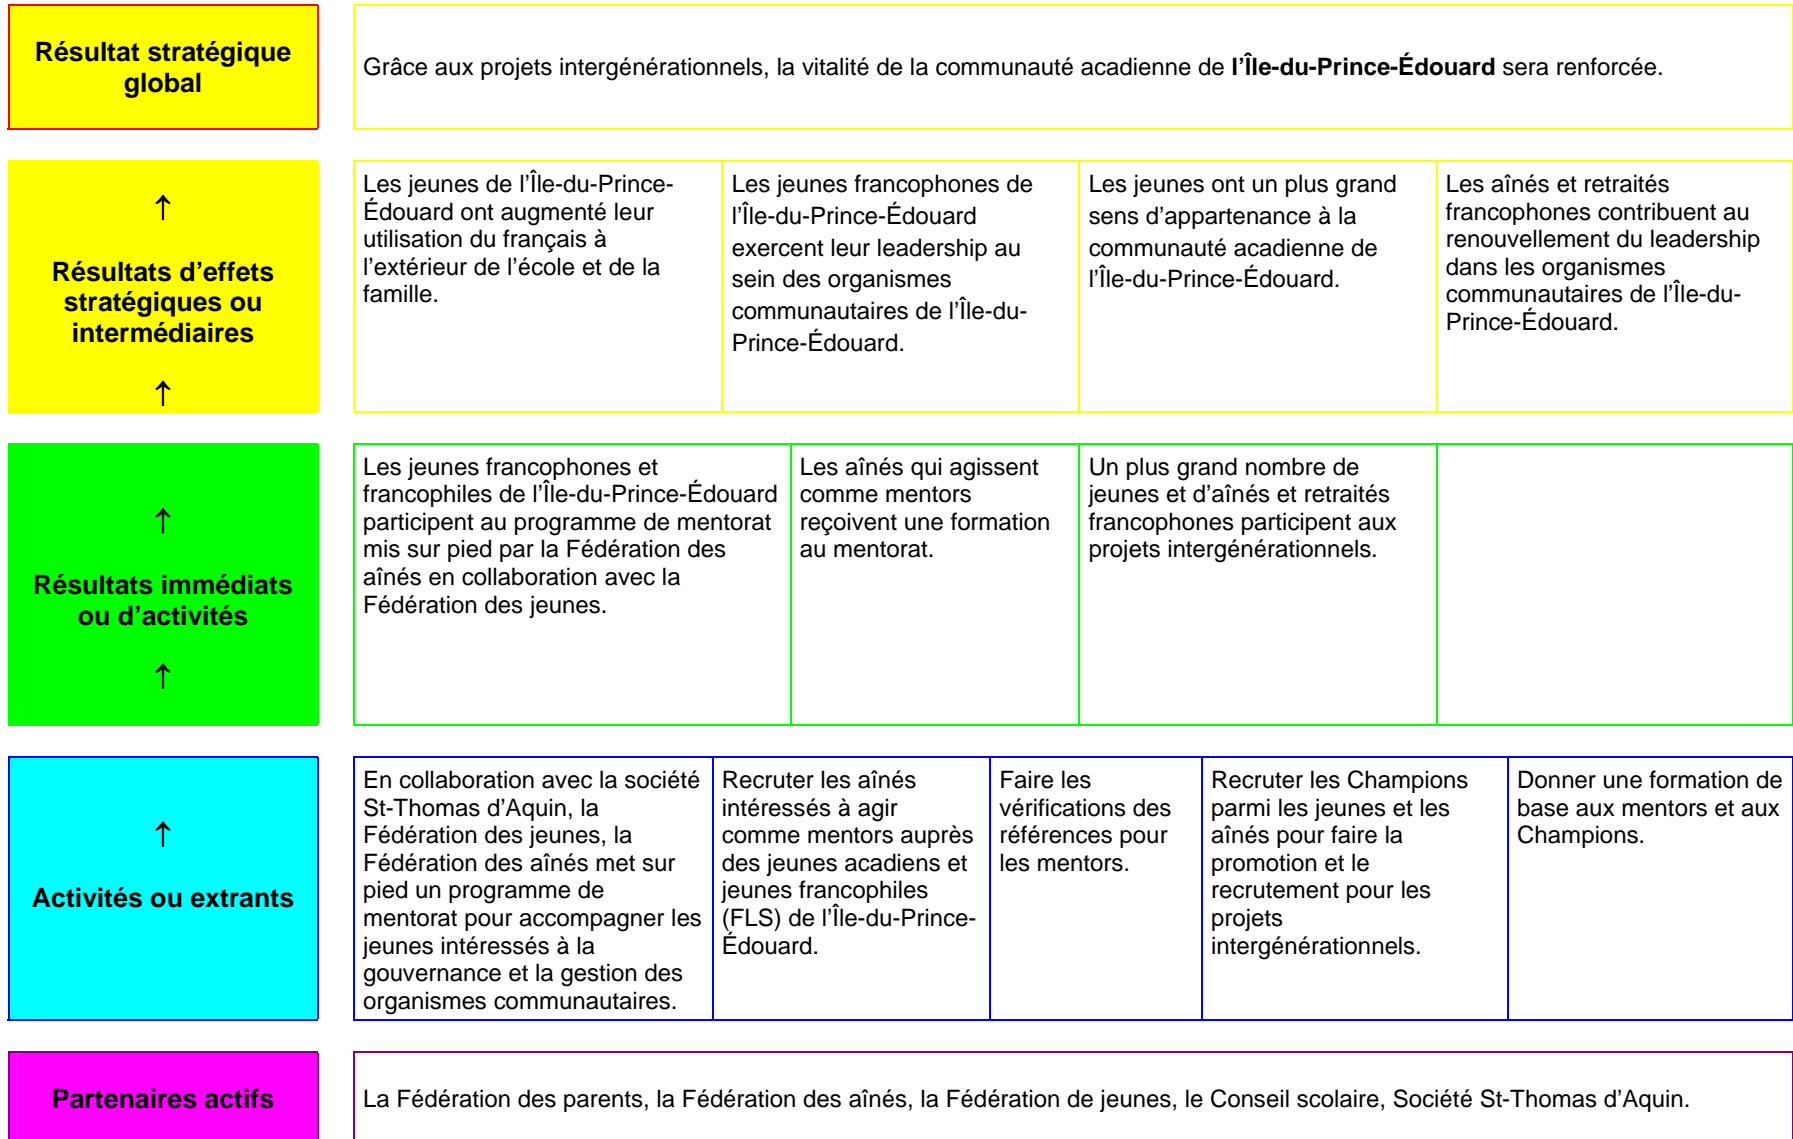 Résultat stratégique
global
Grâce aux projets intergénérationnels, la vitalité de la communauté acadienne de l’Île-du-Prince-Édouard sera renforcée.
↑
Résultats d’effets
stratégiques ou
intermédiaires
↑
Les jeunes de l’Île-du-Prince-
Édouard ont augmenté leur
utilisation du français à
l’extérieur de l’école et de la
famille.
Les jeunes francophones de
l’Île-du-Prince-Édouard
exercent leur leadership au
sein des organismes
communautaires de l’Île-du-
Prince-Édouard.
Les jeunes ont un plus grand
sens d’appartenance à la
communauté acadienne de
l’Île-du-Prince-Édouard.
Les aînés et retraités
francophones contribuent au
renouvellement du leadership
dans les organismes
communautaires de l’Île-du-
Prince-Édouard.
↑
Résultats immédiats
ou d’activités
↑
Les jeunes francophones et
francophiles de l’Île-du-Prince-Édouard
participent au programme de mentorat
mis sur pied par la Fédération des
aînés en collaboration avec la
Fédération des jeunes.
Les aînés qui agissent
comme mentors
reçoivent une formation
au mentorat.
Un plus grand nombre de
jeunes et d’aînés et retraités
francophones participent aux
projets intergénérationnels.
↑
Activités ou extrants
En collaboration avec la société
St-Thomas d’Aquin, la
Fédération des jeunes, la
Fédération des aînés met sur
pied un programme de
mentorat pour accompagner les
jeunes intéressés à la
gouvernance et la gestion des
organismes communautaires.
Recruter les aînés
intéressés à agir
comme mentors auprès
des jeunes acadiens et
jeunes francophiles
(FLS) de l’Île-du-Prince-
Édouard.
Faire les
vérifications des
références pour
les mentors.
Recruter les Champions
parmi les jeunes et les
aînés pour faire la
promotion et le
recrutement pour les
projets
intergénérationnels.
Donner une formation de
base aux mentors et aux
Champions.
Partenaires actifs
La Fédération des parents, la Fédération des aînés, la Fédération de jeunes, le Conseil scolaire, Société St-Thomas d’Aquin.